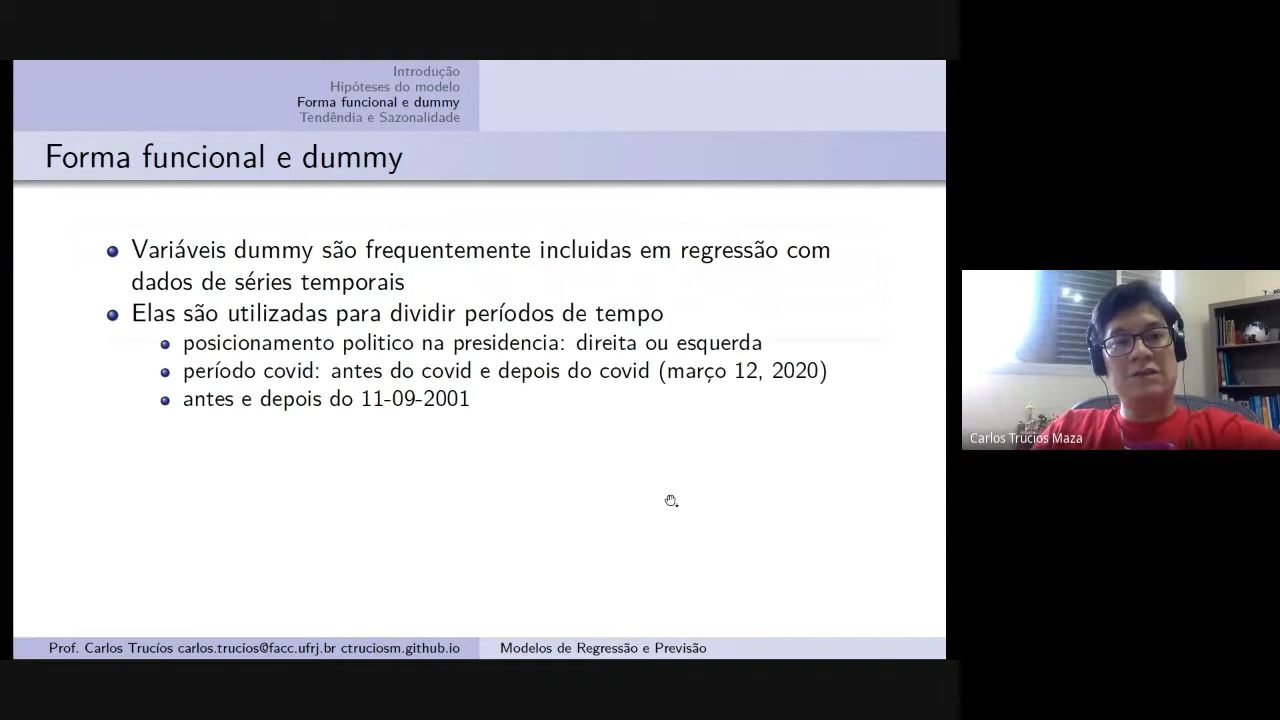 Introdução
Hipóteses do modelo
Forma funcional e dummy
Tendêndia e Sazonalidade
Forma funcional e dummy
Variáveis dummy são frequentemente incluidas em regressão com
dados de séries temporais
Elas são utilizadas para dividir períodos de tempo
posicionamento politico na presidencia: direita ou esquerda
período covid: antes do covid e depois do covid (março 12, 2020)
antes e depois do 11-09-2001
Carlos Trucios Maza
Prof. Carlos Trucíos carlos.trucios@facc.ufrj.br ctruciosm.github.io
Modelos de Regressão e Previsão